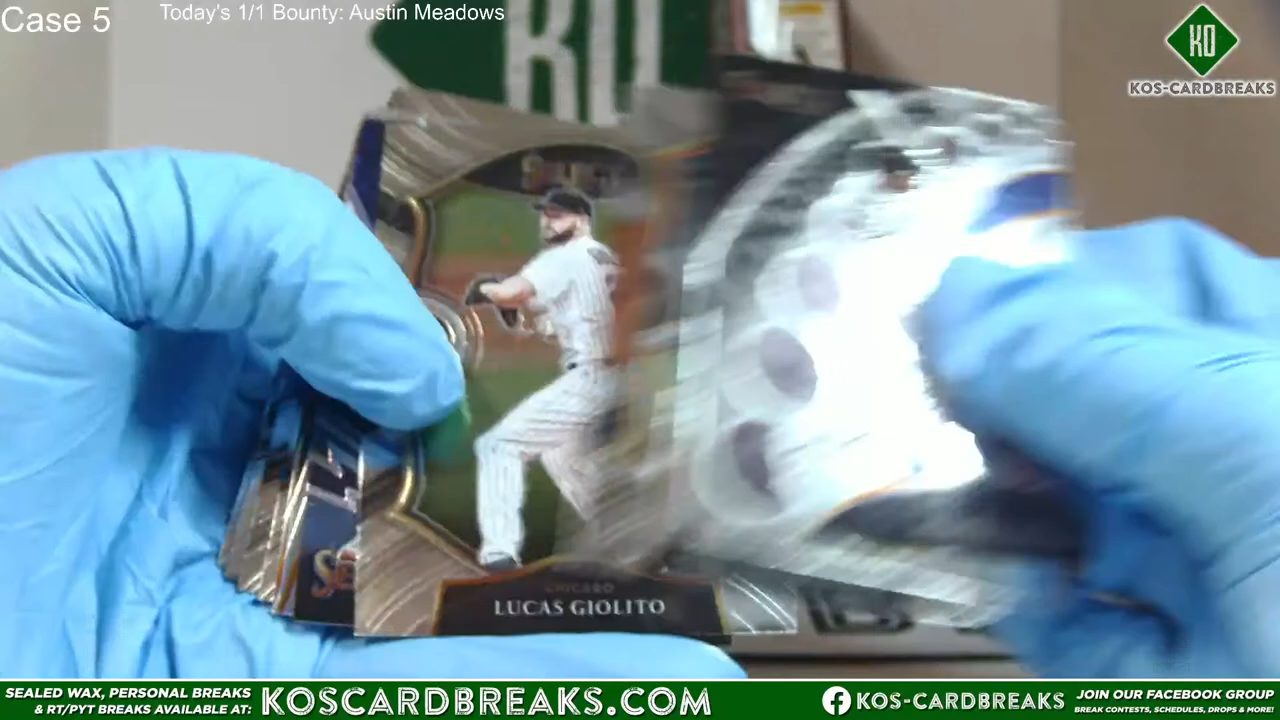 Case 5
Today's 1/1 Bounty: Austin Meadows
KO
KOS-CARDBREAKS
KO
CHICAGO
LUCAS GIOLITO
SEALED WAX, PERSONAL BREAKS
& RT/PYT BREAKS AVAILABLE AT:
KOSCARDBREAKS.COM
KOS-CARDBREAKS
JOIN OUR FACEBOOK GROUP
BREAK CONTESTS, SCHEDULES, DROPS & MORE!